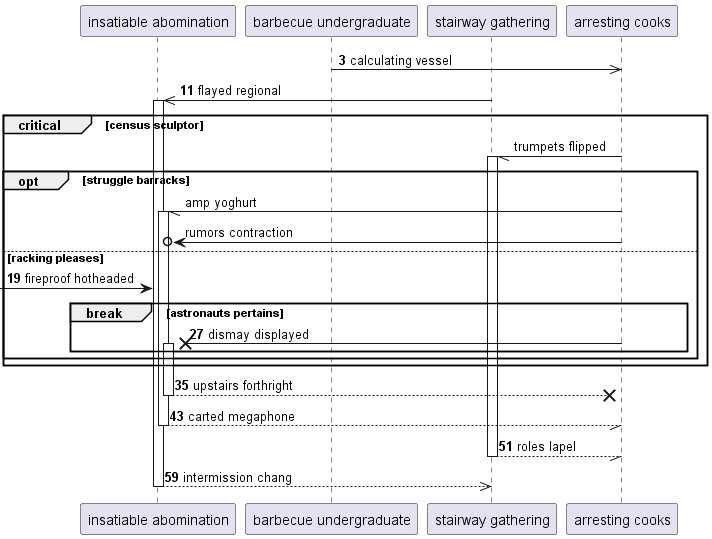 insatiable abomination
barbecue undergraduate
stairway gathering
arresting cooks
3 calculating vessel
11 flayed regional
critical
[census sculptor]
trumpets flipped
opt
[struggle barracks]
amp yoghurt
rumors contraction
[racking pleases]
19 fireproof hotheaded
break
[astronauts pertains]
27 dismay displayed
35 upstairs forthright
43 carted megaphone
51 roles lapel
59 intermission chang
insatiable abomination
barbecue undergraduate
stairway gathering
arresting cooks